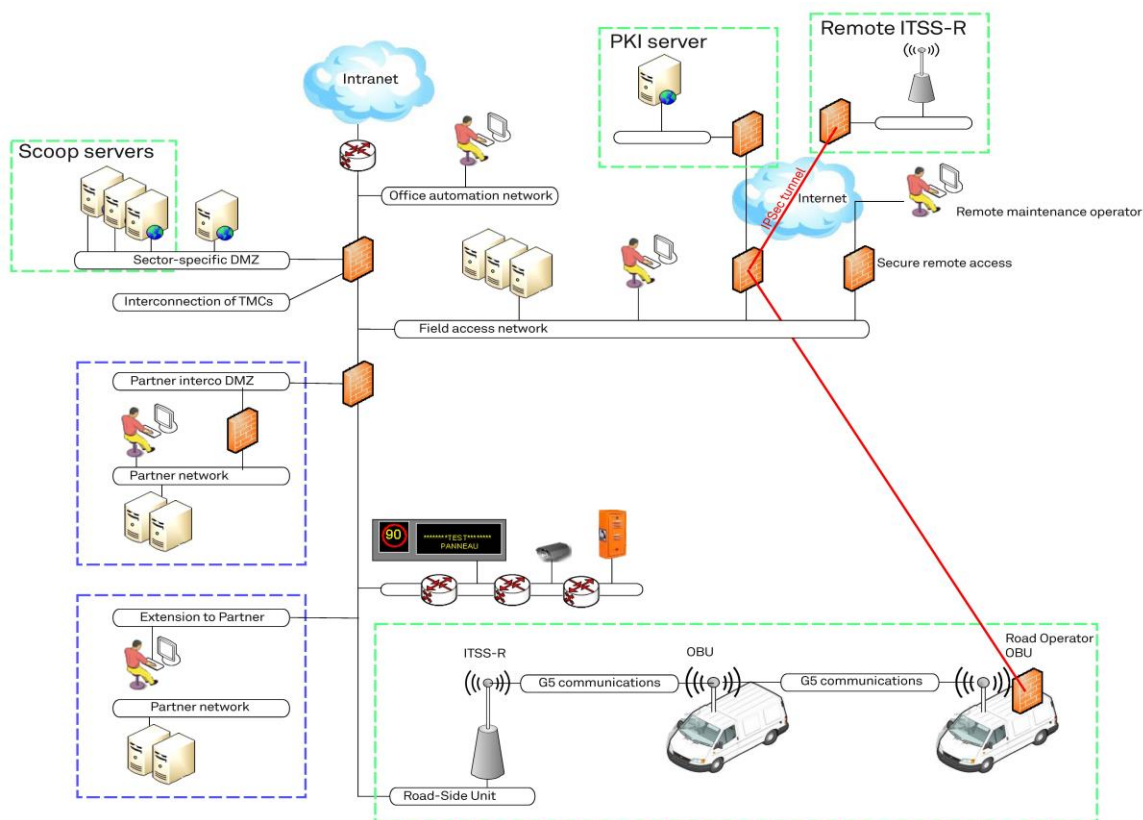 Intranet
PKI server
Remote ITSS-R
Scoop servers
Office automation network
IPSec tunnel
Internet
Remote maintenance operator
Sector-specific DMZ
Secure remote access
Interconnection of TMCs
Field access network
Partner interco DMZ
Partner network
90
********TEST********
PANNEAU
Extension to Partner
Partner network
ITSS-R
OBU
Road Operator
OBU
G5 communications
G5 communications
Road-Side Unit